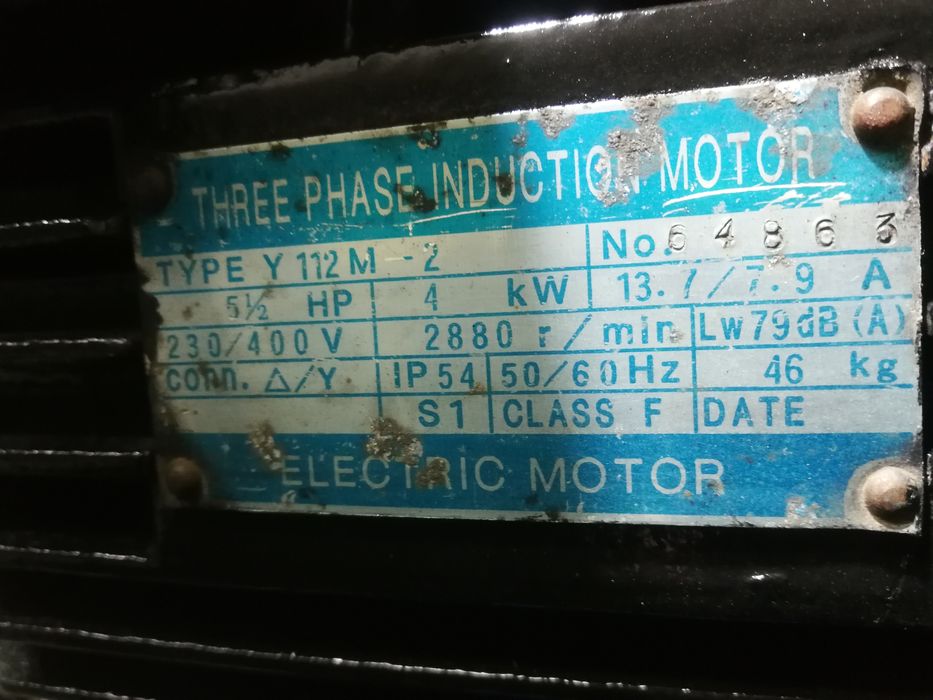 THREE PHASE INDUCTION MOTOR
TYPE Y 112 M - 2 No. 64863
5½ HP 4 kW 13.7/7.9 A
230/400 V 2880 r/min Lw79dB(A)
conn. △/Y IP54 50/60Hz 46 kg
S1 CLASS F DATE
ELECTRIC MOTOR